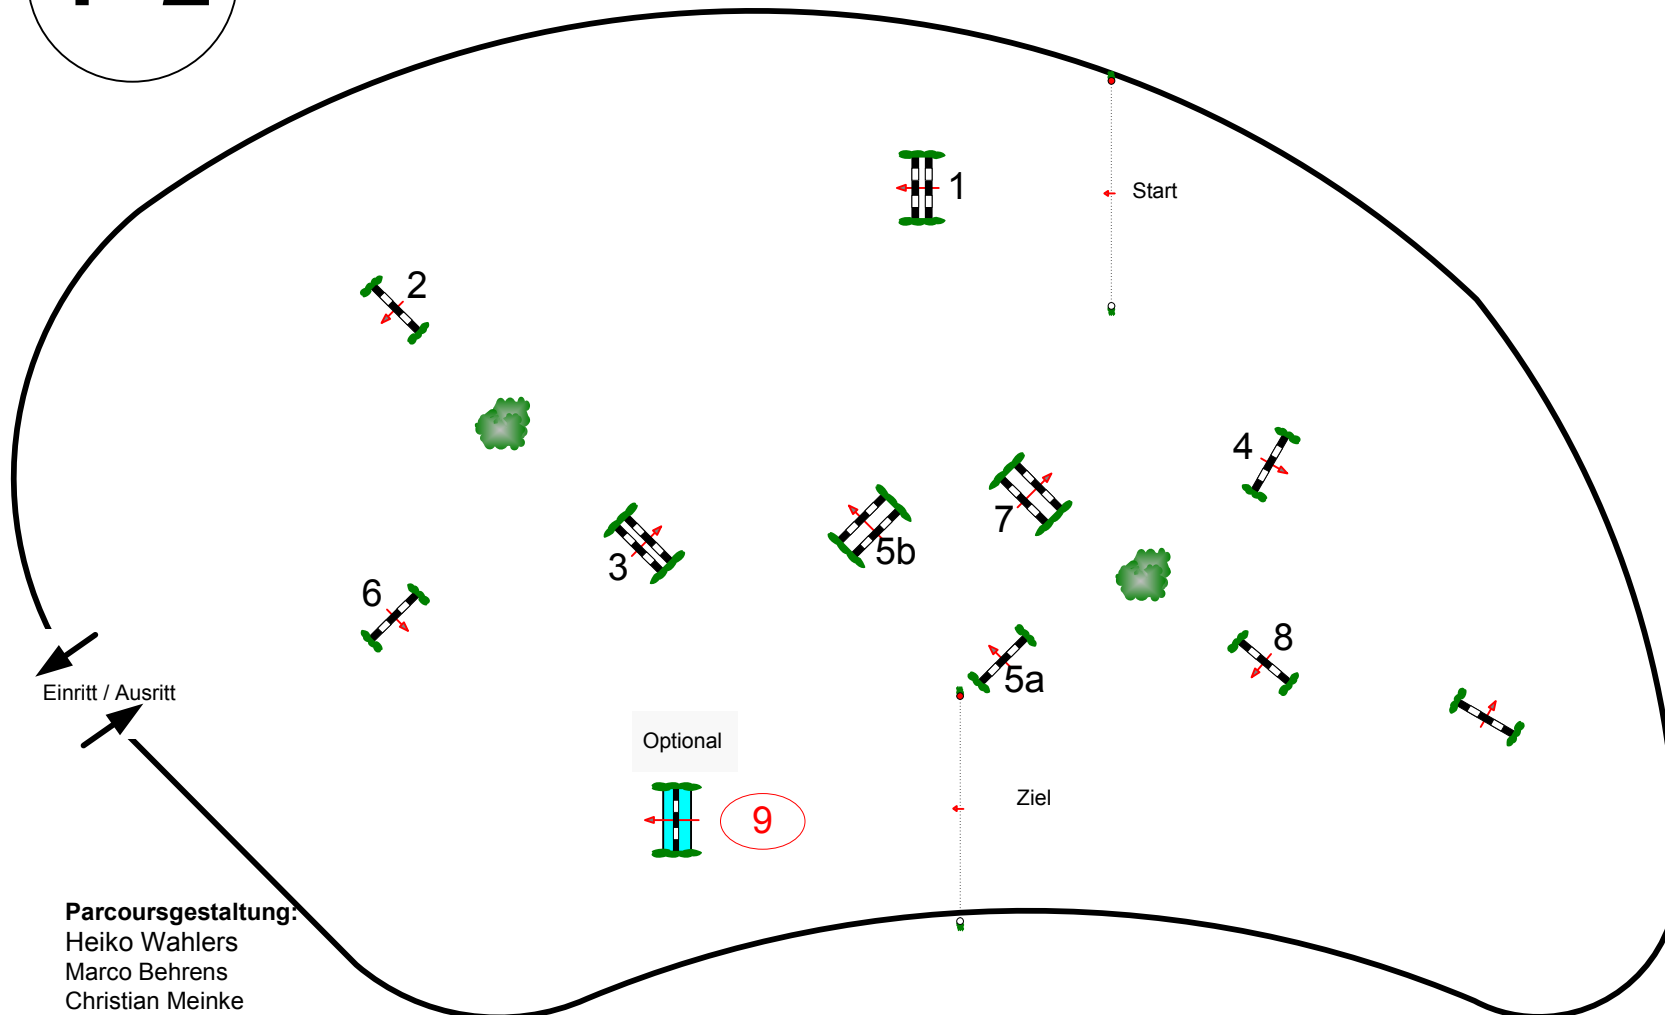 1
Start
2
4
7
5b
3
6
8
5a
Einritt / Ausritt
Optional
Ziel
9
Parcoursgestaltung:
Heiko Wahlers
Marco Behrens
Christian Meinke